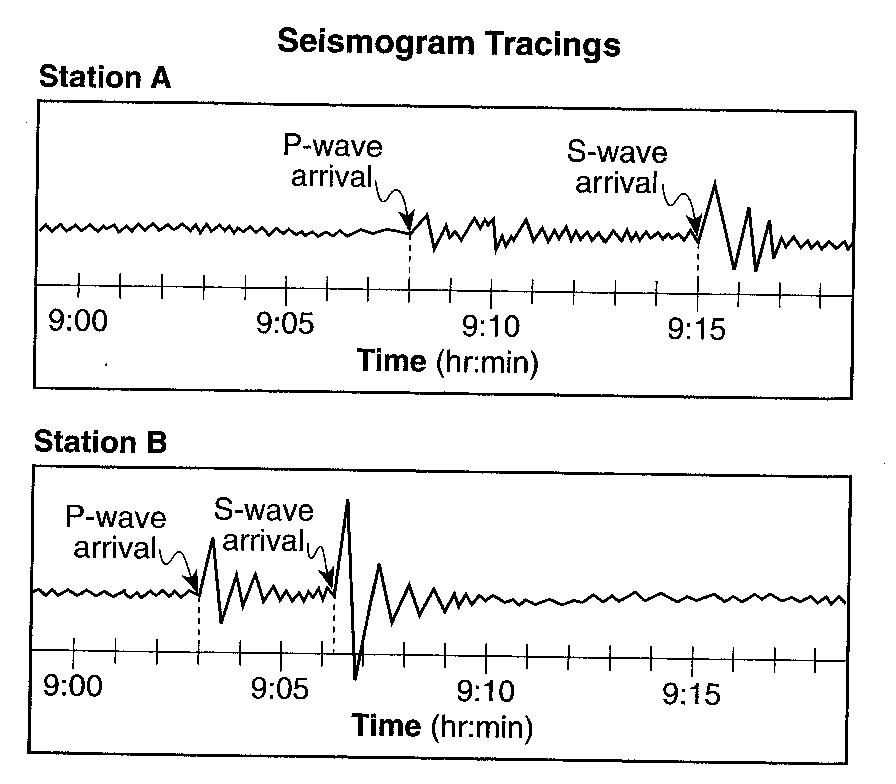 Seismogram Tracings
Station A
P-wave
arrival
S-wave
arrival
9:00 9:05 9:10 9:15
Time (hr:min)
Station B
P-wave
arrival
S-wave
arrival
9:00 9:05 9:10 9:15
Time (hr:min)